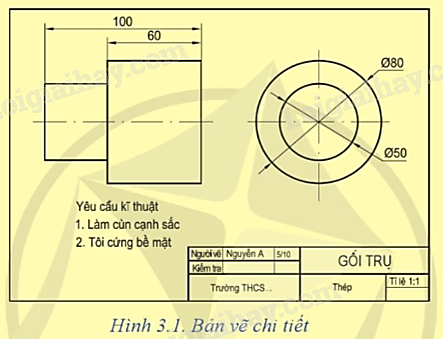 100
60
Ø80
Ø50
Yêu cầu kĩ thuật
1. Làm cùn cạnh sắc
2. Tôi cứng bề mặt
Người vẽ Nguyễn A 5/10 GỐI TRỤ
Kiểm tra
Trường THCS... Thép Tỉ lệ 1:1
Hình 3.1. Bản vẽ chi tiết
loigiaihay.com